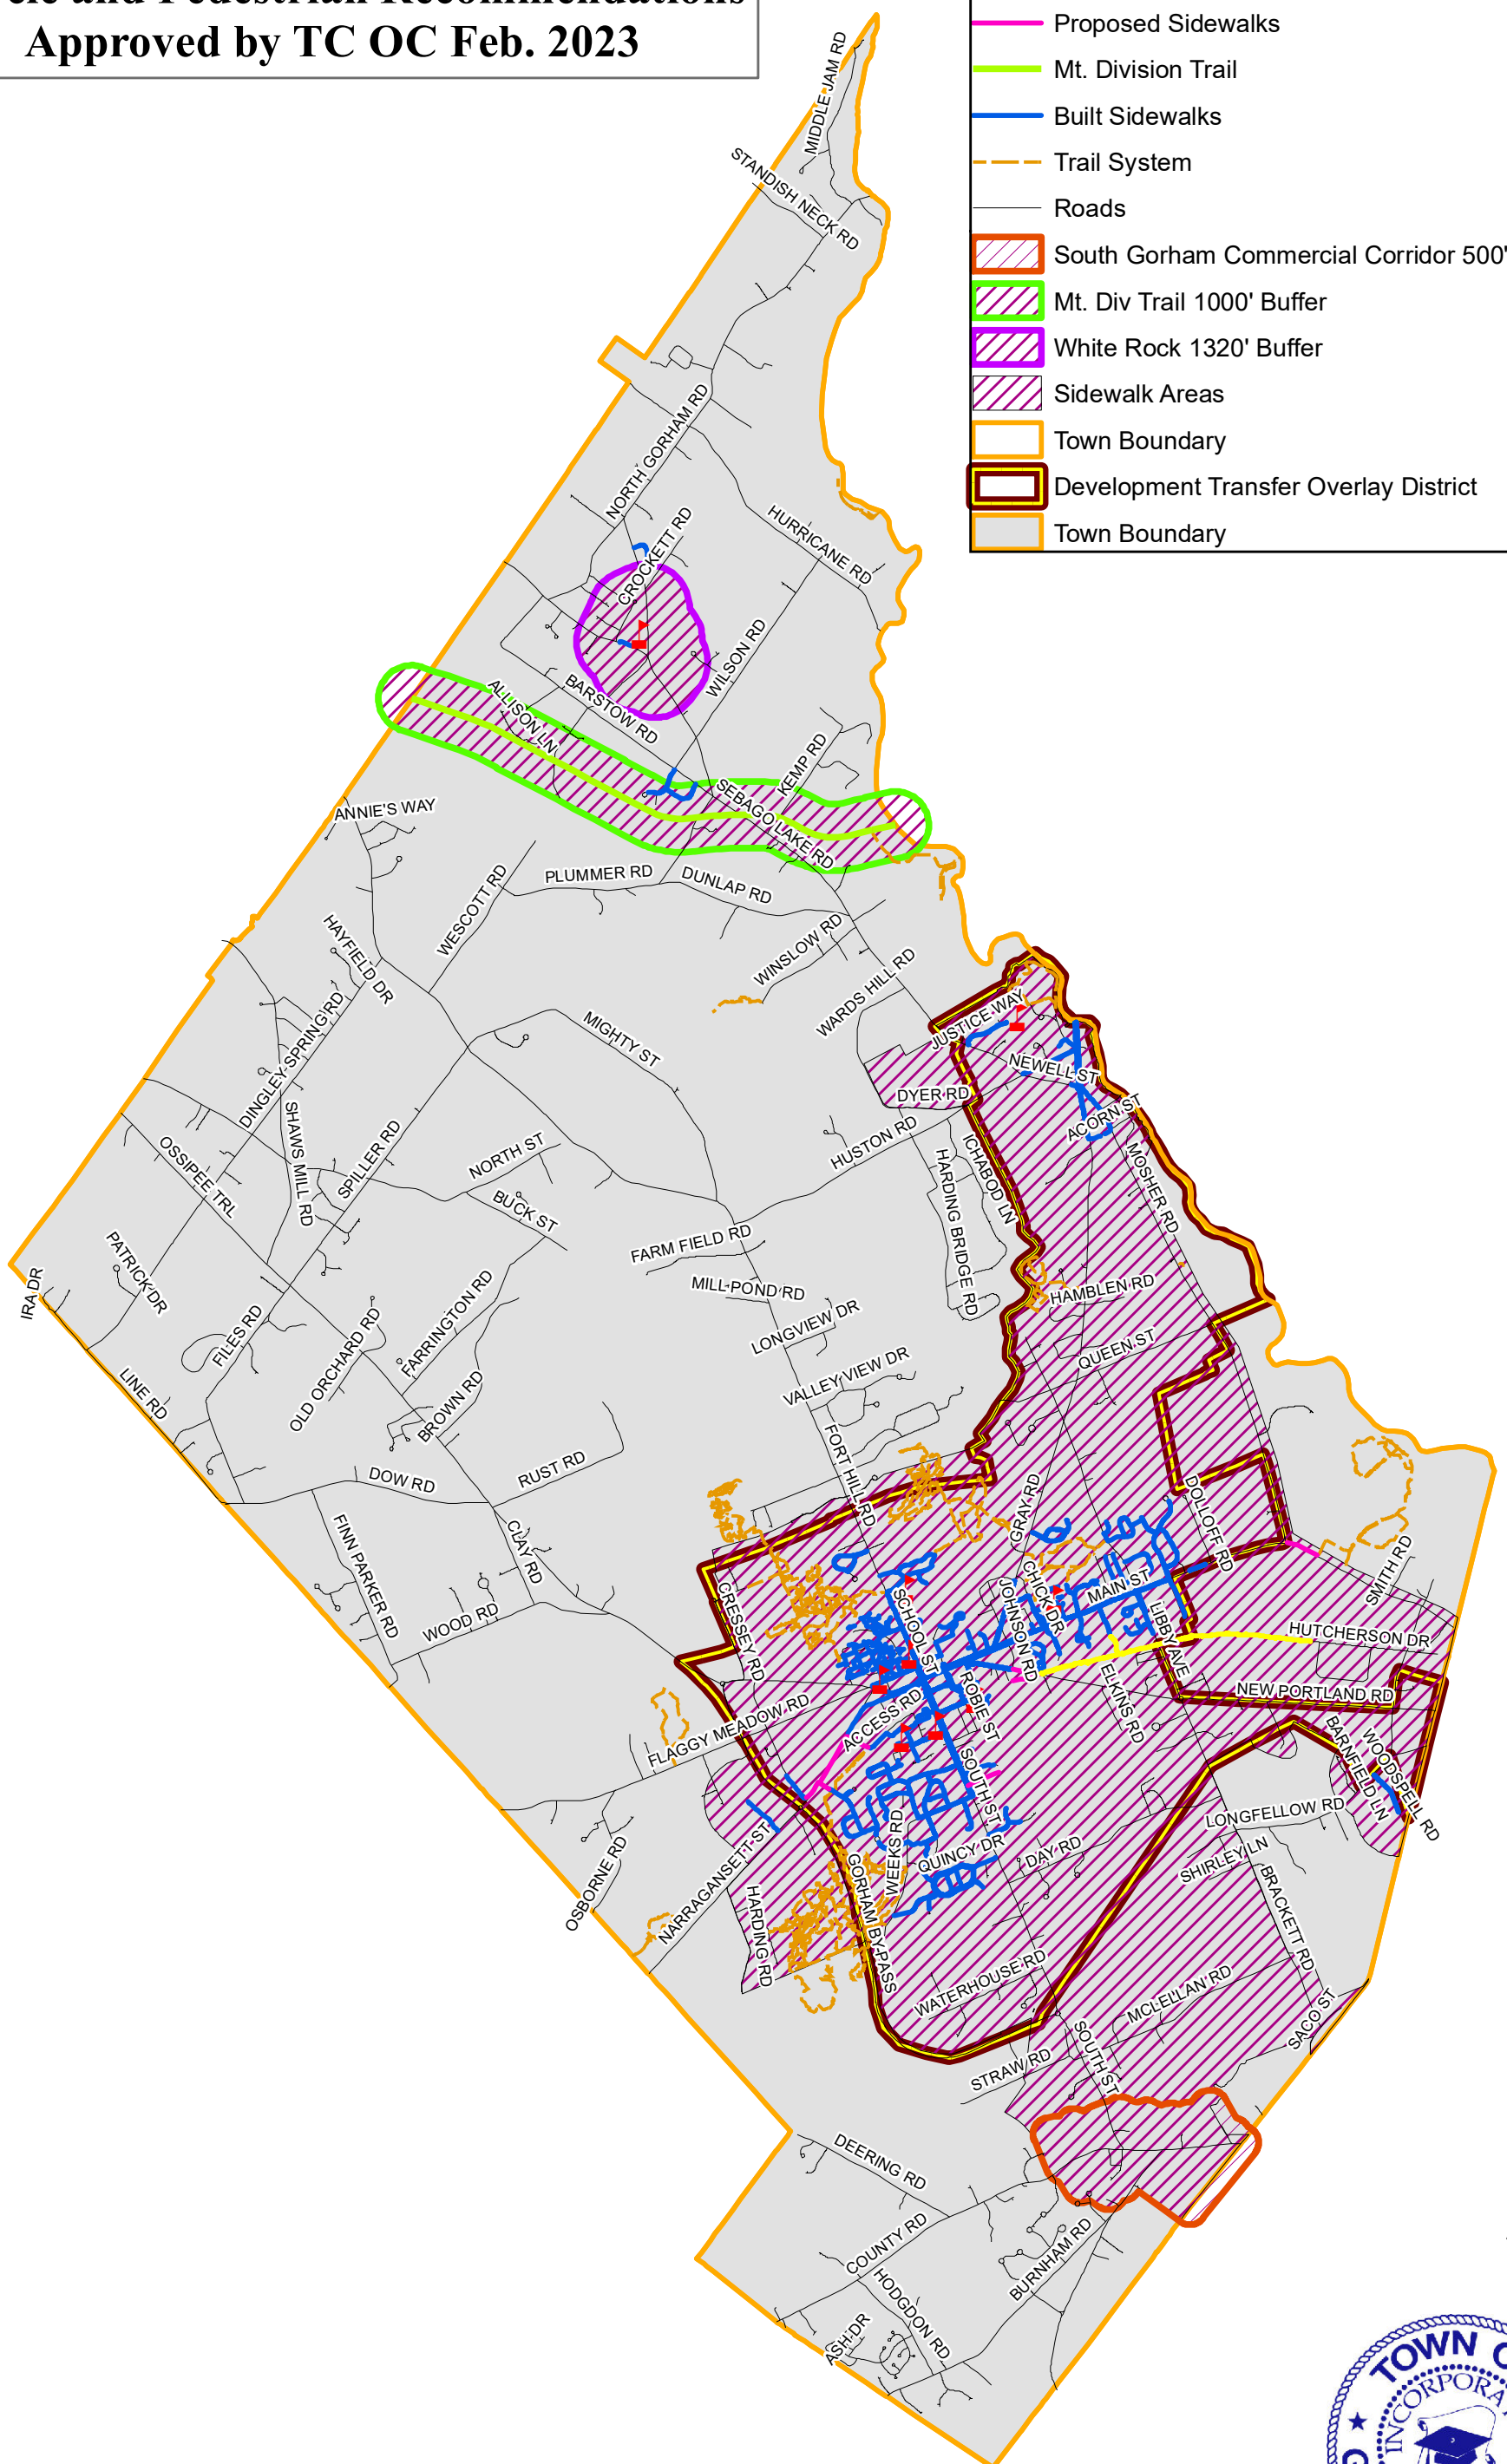 and Pedestrian Recommendations
Approved by TC OC Feb. 2023
Proposed Sidewalks
Mt. Division Trail
Built Sidewalks
Trail System
Roads
South Gorham Commercial Corridor 500'
Mt. Div Trail 1000' Buffer
White Rock 1320' Buffer
Sidewalk Areas
Town Boundary
Development Transfer Overlay District
Town Boundary
MIDDLE JAM RD
STANDISH NECK RD
NORTH GORHAM RD
CROCKETT RD
HURRICANE RD
WILSON RD
BARSTOW RD
ALLISON LN
KEMP RD
SEBAGO LAKE RD
ANNIE'S WAY
PLUMMER RD
DUNLAP RD
WESCOTT RD
HAYFIELD DR
WINSLOW RD
WARDS HILL RD
DINGLEY SPRING RD
MIGHTY ST
JUSTICE WAY
NEWELL ST
DYER RD
ACORN ST
SHAWS MILL RD
OSSIPEE TRL
SPILLER RD
NORTH ST
HUSTON RD
ICHABOD LN
HARDING BRIDGE RD
MOSHER RD
BUCK ST
FARM FIELD RD
PATRICK DR
IRA DR
MILL POND RD
HAMBLEN RD
FILES RD
OLD ORCHARD RD
FARRINGTON RD
LONGVIEW DR
QUEEN ST
LINE RD
BROWN RD
VALLEY VIEW DR
FORT HILL RD
DOW RD
RUST RD
GRAY RD
DOLLOFF RD
FINN PARKER RD
CLAY RD
SMITH RD
WOOD RD
CRESSEY RD
SCHOOL ST
JOHNSON RD
CHICK DR
MAIN ST
LIBBY AVE
HUTCHERSON DR
NEW PORTLAND RD
ELKINS RD
ROBIE ST
ACCESS RD
FLAGGY MEADOW RD
SOUTH ST
BARNFIELD LN
WOODSPELL RD
LONGFELLOW RD
WEEKS RD
QUINCY DR
DAY RD
SHIRLEY LN
OSBORNE RD
NARRAGANSETT ST
HARDING RD
GORHAM BY-PASS
BRACKETT RD
WATERHOUSE RD
MCLELLAN RD
SACO ST
SOUTH ST
STRAW RD
DEERING RD
COUNTY RD
BURNHAM RD
HODGDON RD
ASH DR
TOWN
INCORPORA